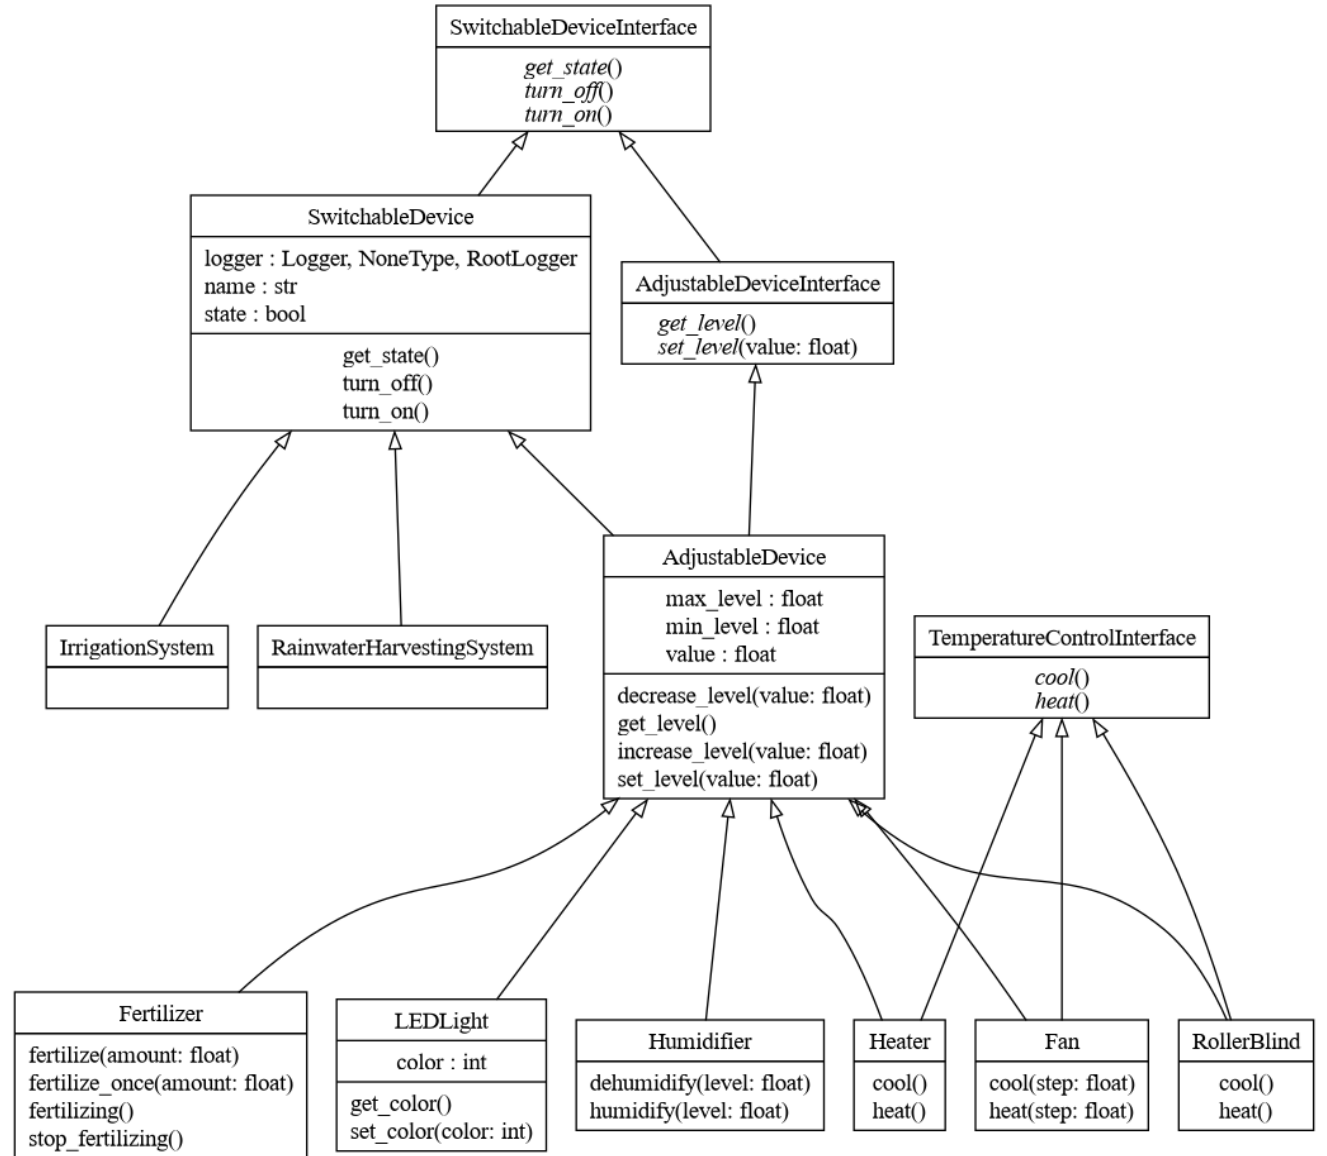 SwitchableDeviceInterface
get_state()
turn_off()
turn_on()
SwitchableDevice
logger : Logger, NoneType, RootLogger
name : str
state : bool
get_state()
turn_off()
turn_on()
AdjustableDeviceInterface
get_level()
set_level(value: float)
IrrigationSystem
RainwaterHarvestingSystem
AdjustableDevice
max_level : float
min_level : float
value : float
decrease_level(value: float)
get_level()
increase_level(value: float)
set_level(value: float)
TemperatureControlInterface
cool()
heat()
Fertilizer
fertilize(amount: float)
fertilize_once(amount: float)
fertilizing()
stop_fertilizing()
LEDLight
color : int
get_color()
set_color(color: int)
Humidifier
dehumidify(level: float)
humidify(level: float)
Heater
cool()
heat()
Fan
cool(step: float)
heat(step: float)
RollerBlind
cool()
heat()